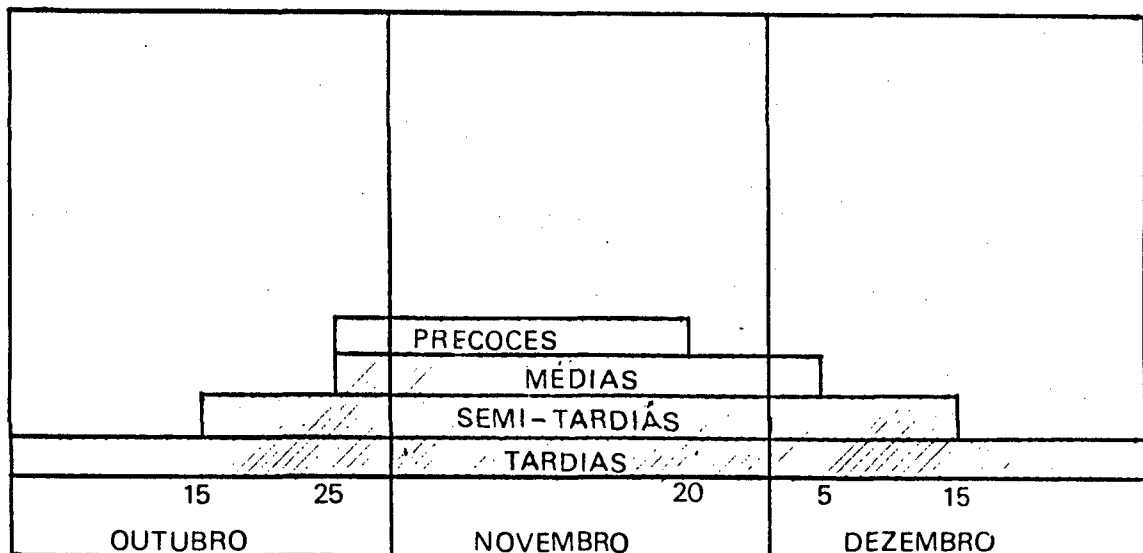 PRECOCES
MÉDIAS
SEMI-TARDIÁS
TARDIAS
15 25 20 5 15
OUTUBRO NOVEMBRO DEZEMBRO